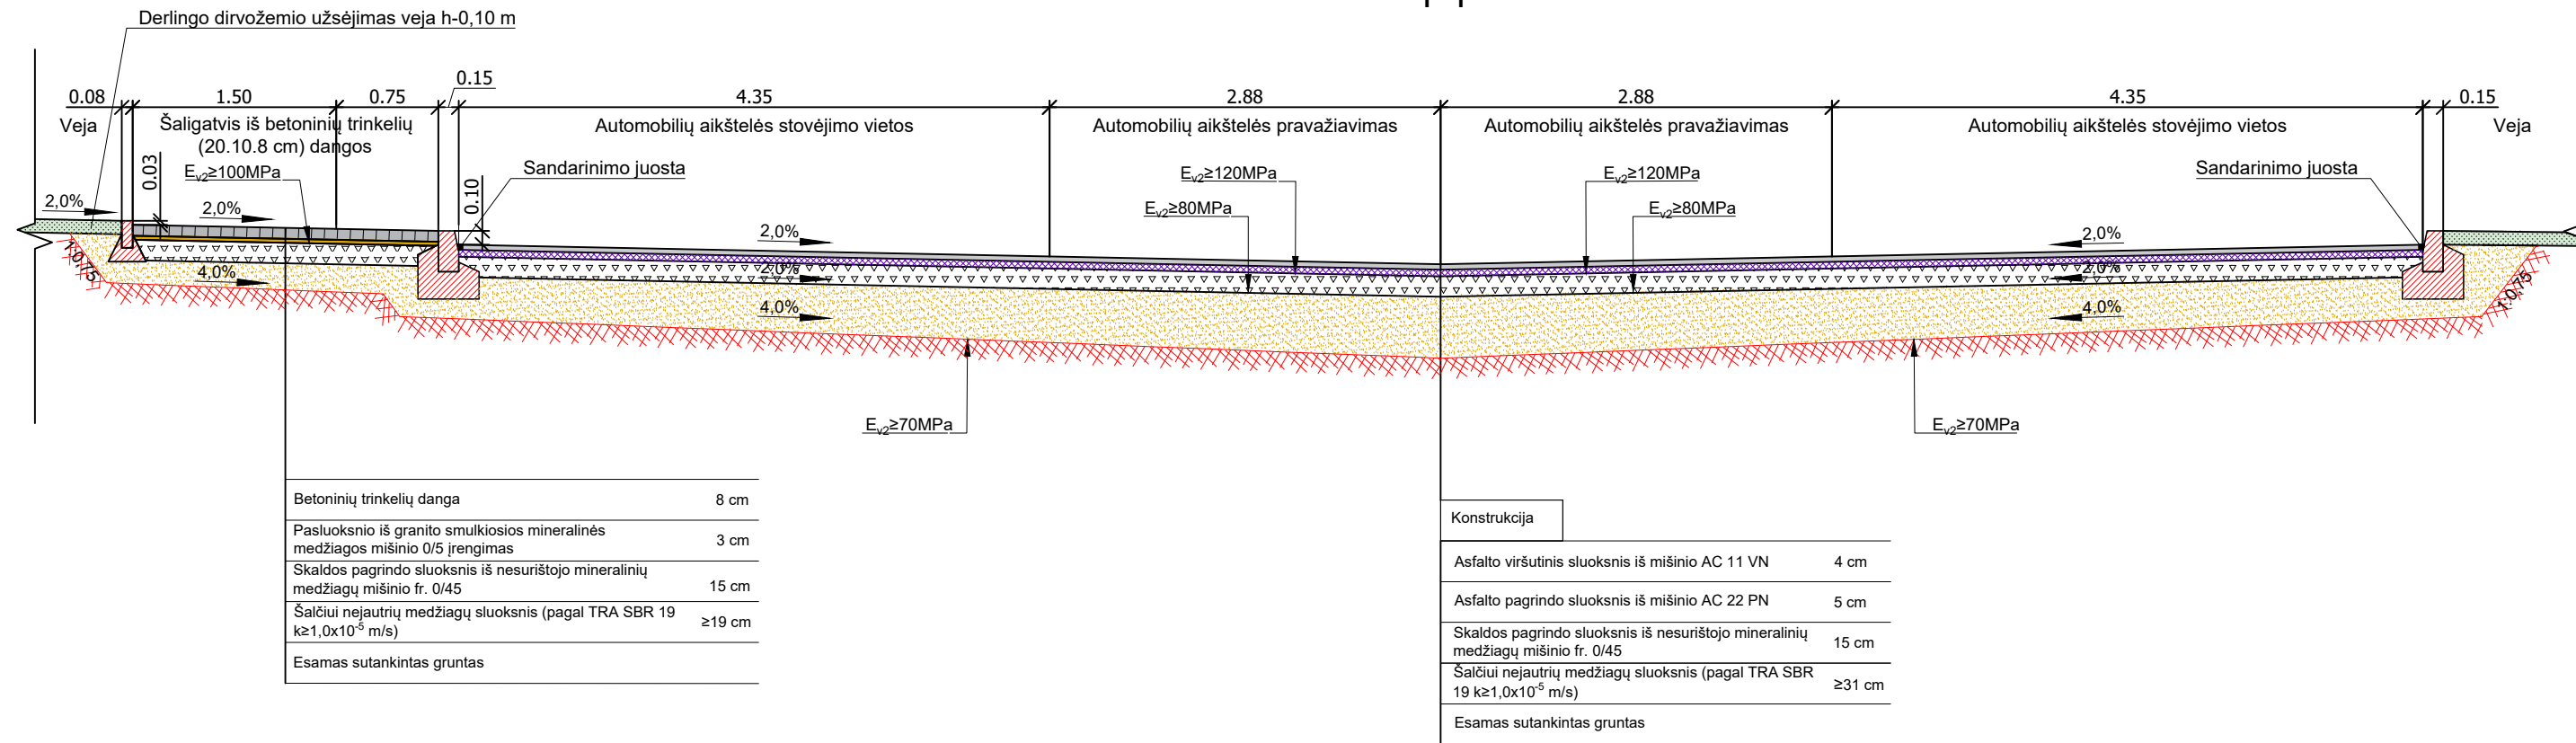 Derlingo dirvožemio užsėjimas veja h-0,10 m
0.15
0.08 1.50 0.75 4.35 2.88 2.88 4.35 0.15
Veja Šaligatvis iš betoninių trinkelių Automobilių aikštelės stovėjimo vietos Automobilių aikštelės pravažiavimas Automobilių aikštelės pravažiavimas Automobilių aikštelės stovėjimo vietos Veja
(20.10.8 cm) dangos
0.03 Ev2≥100MPa Sandarinimo juosta Ev2≥120MPa Ev2≥120MPa Sandarinimo juosta
0.10
2,0% 2,0% Ev2≥80MPa Ev2≥80MPa
2,0% 2,0%
1:0,75 4,0% 2,0% 2,0% 1:0,75
4,0% 4,0%
Ev2≥70MPa Ev2≥70MPa
Betoninių trinkelių danga 8 cm
Pasluoksnio iš granito smulkiosios mineralinės
medžiagos mišinio 0/5 įrengimas 3 cm
Skaldos pagrindo sluoksnis iš nesurištojo mineralinių
medžiagų mišinio fr. 0/45 15 cm
Šalčiui nejautrių medžiagų sluoksnis (pagal TRA SBR 19
k≥1,0x10-5 m/s) ≥19 cm
Esamas sutankintas gruntas
Konstrukcija
Asfalto viršutinis sluoksnis iš mišinio AC 11 VN 4 cm
Asfalto pagrindo sluoksnis iš mišinio AC 22 PN 5 cm
Skaldos pagrindo sluoksnis iš nesurištojo mineralinių
medžiagų mišinio fr. 0/45 15 cm
Šalčiui nejautrių medžiagų sluoksnis (pagal TRA SBR
19 k≥1,0x10-5 m/s) ≥31 cm
Esamas sutankintas gruntas